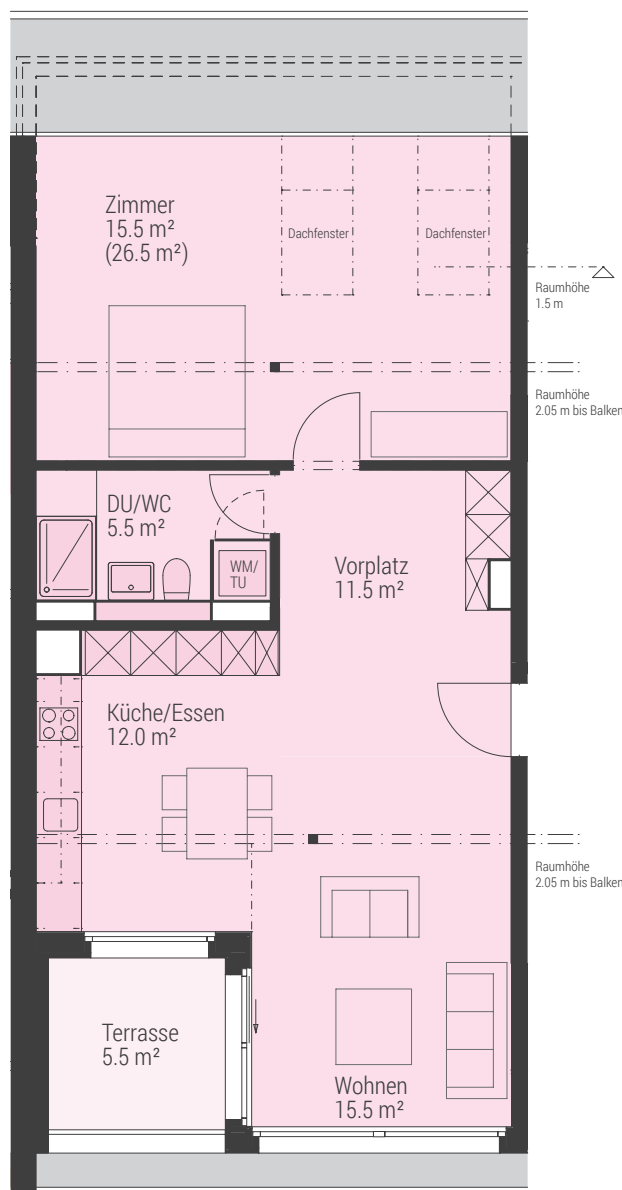 Zimmer
15.5 m²
(26.5 m²)
Dachfenster
Dachfenster
Raumhöhe
1.5 m
Raumhöhe
2.05 m bis Balken
DU/WC
5.5 m²
WM/
TU
Vorplatz
11.5 m²
Küche/Essen
12.0 m²
Raumhöhe
2.05 m bis Balken
Terrasse
5.5 m²
Wohnen
15.5 m²